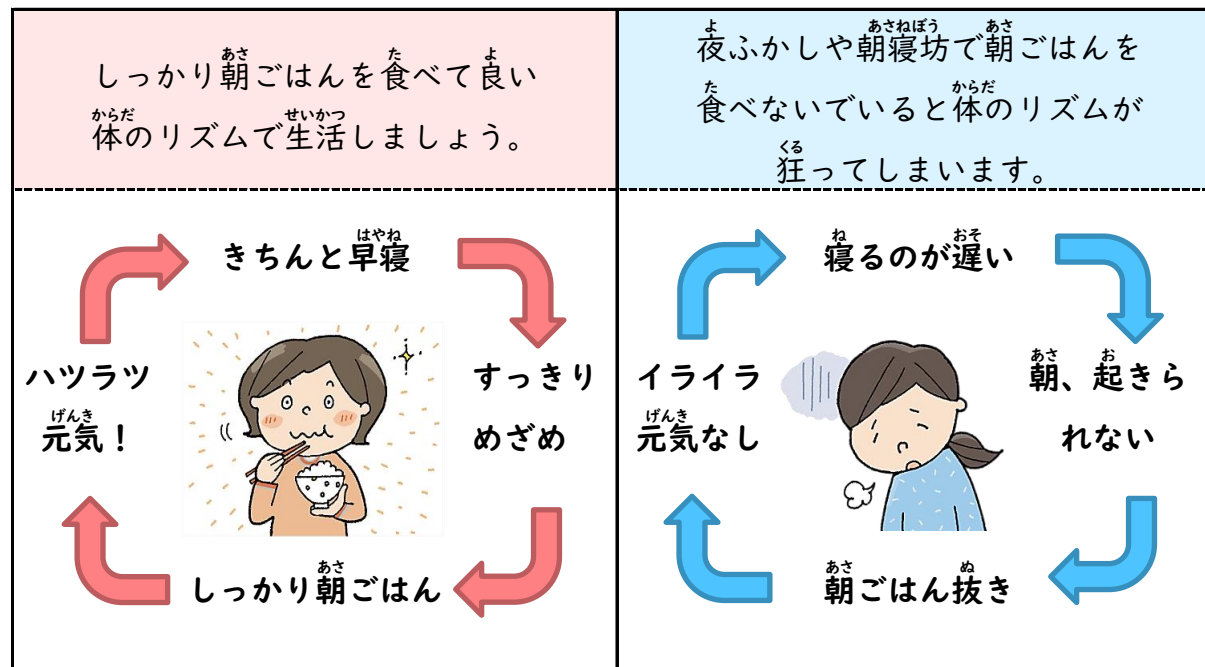 しっかり朝ごはんを食べて良い
体のリズムで生活しましょう。
きちんと早寝
すっきり
めざめ
しっかり朝ごはん
ハツラツ
元気！
夜ふかしや朝寝坊で朝ごはんを
食べないでいると体のリズムが
狂ってしまいます。
寝るのが遅い
朝、起きら
れない
朝ごはん抜き
イライラ
元気なし